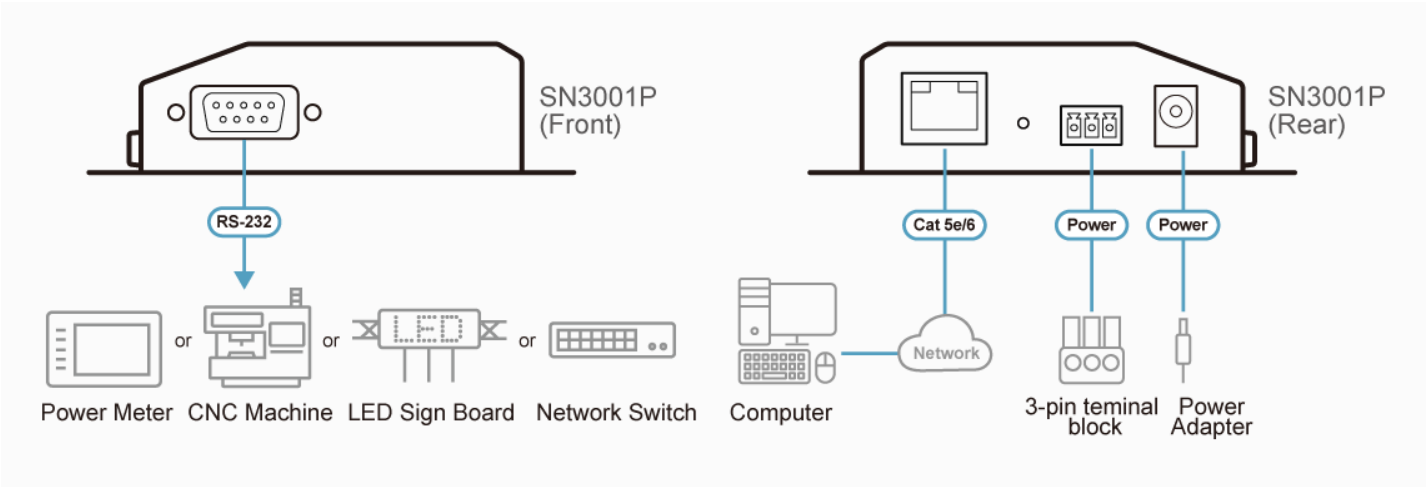 SN3001P
(Front)
RS-232
or
or
or
Power Meter
CNC Machine
LED
LED Sign Board
Network Switch
SN3001P
(Rear)
Cat 5e/6
Power
Power
Network
Computer
3-pin teminal
block
Power
Adapter